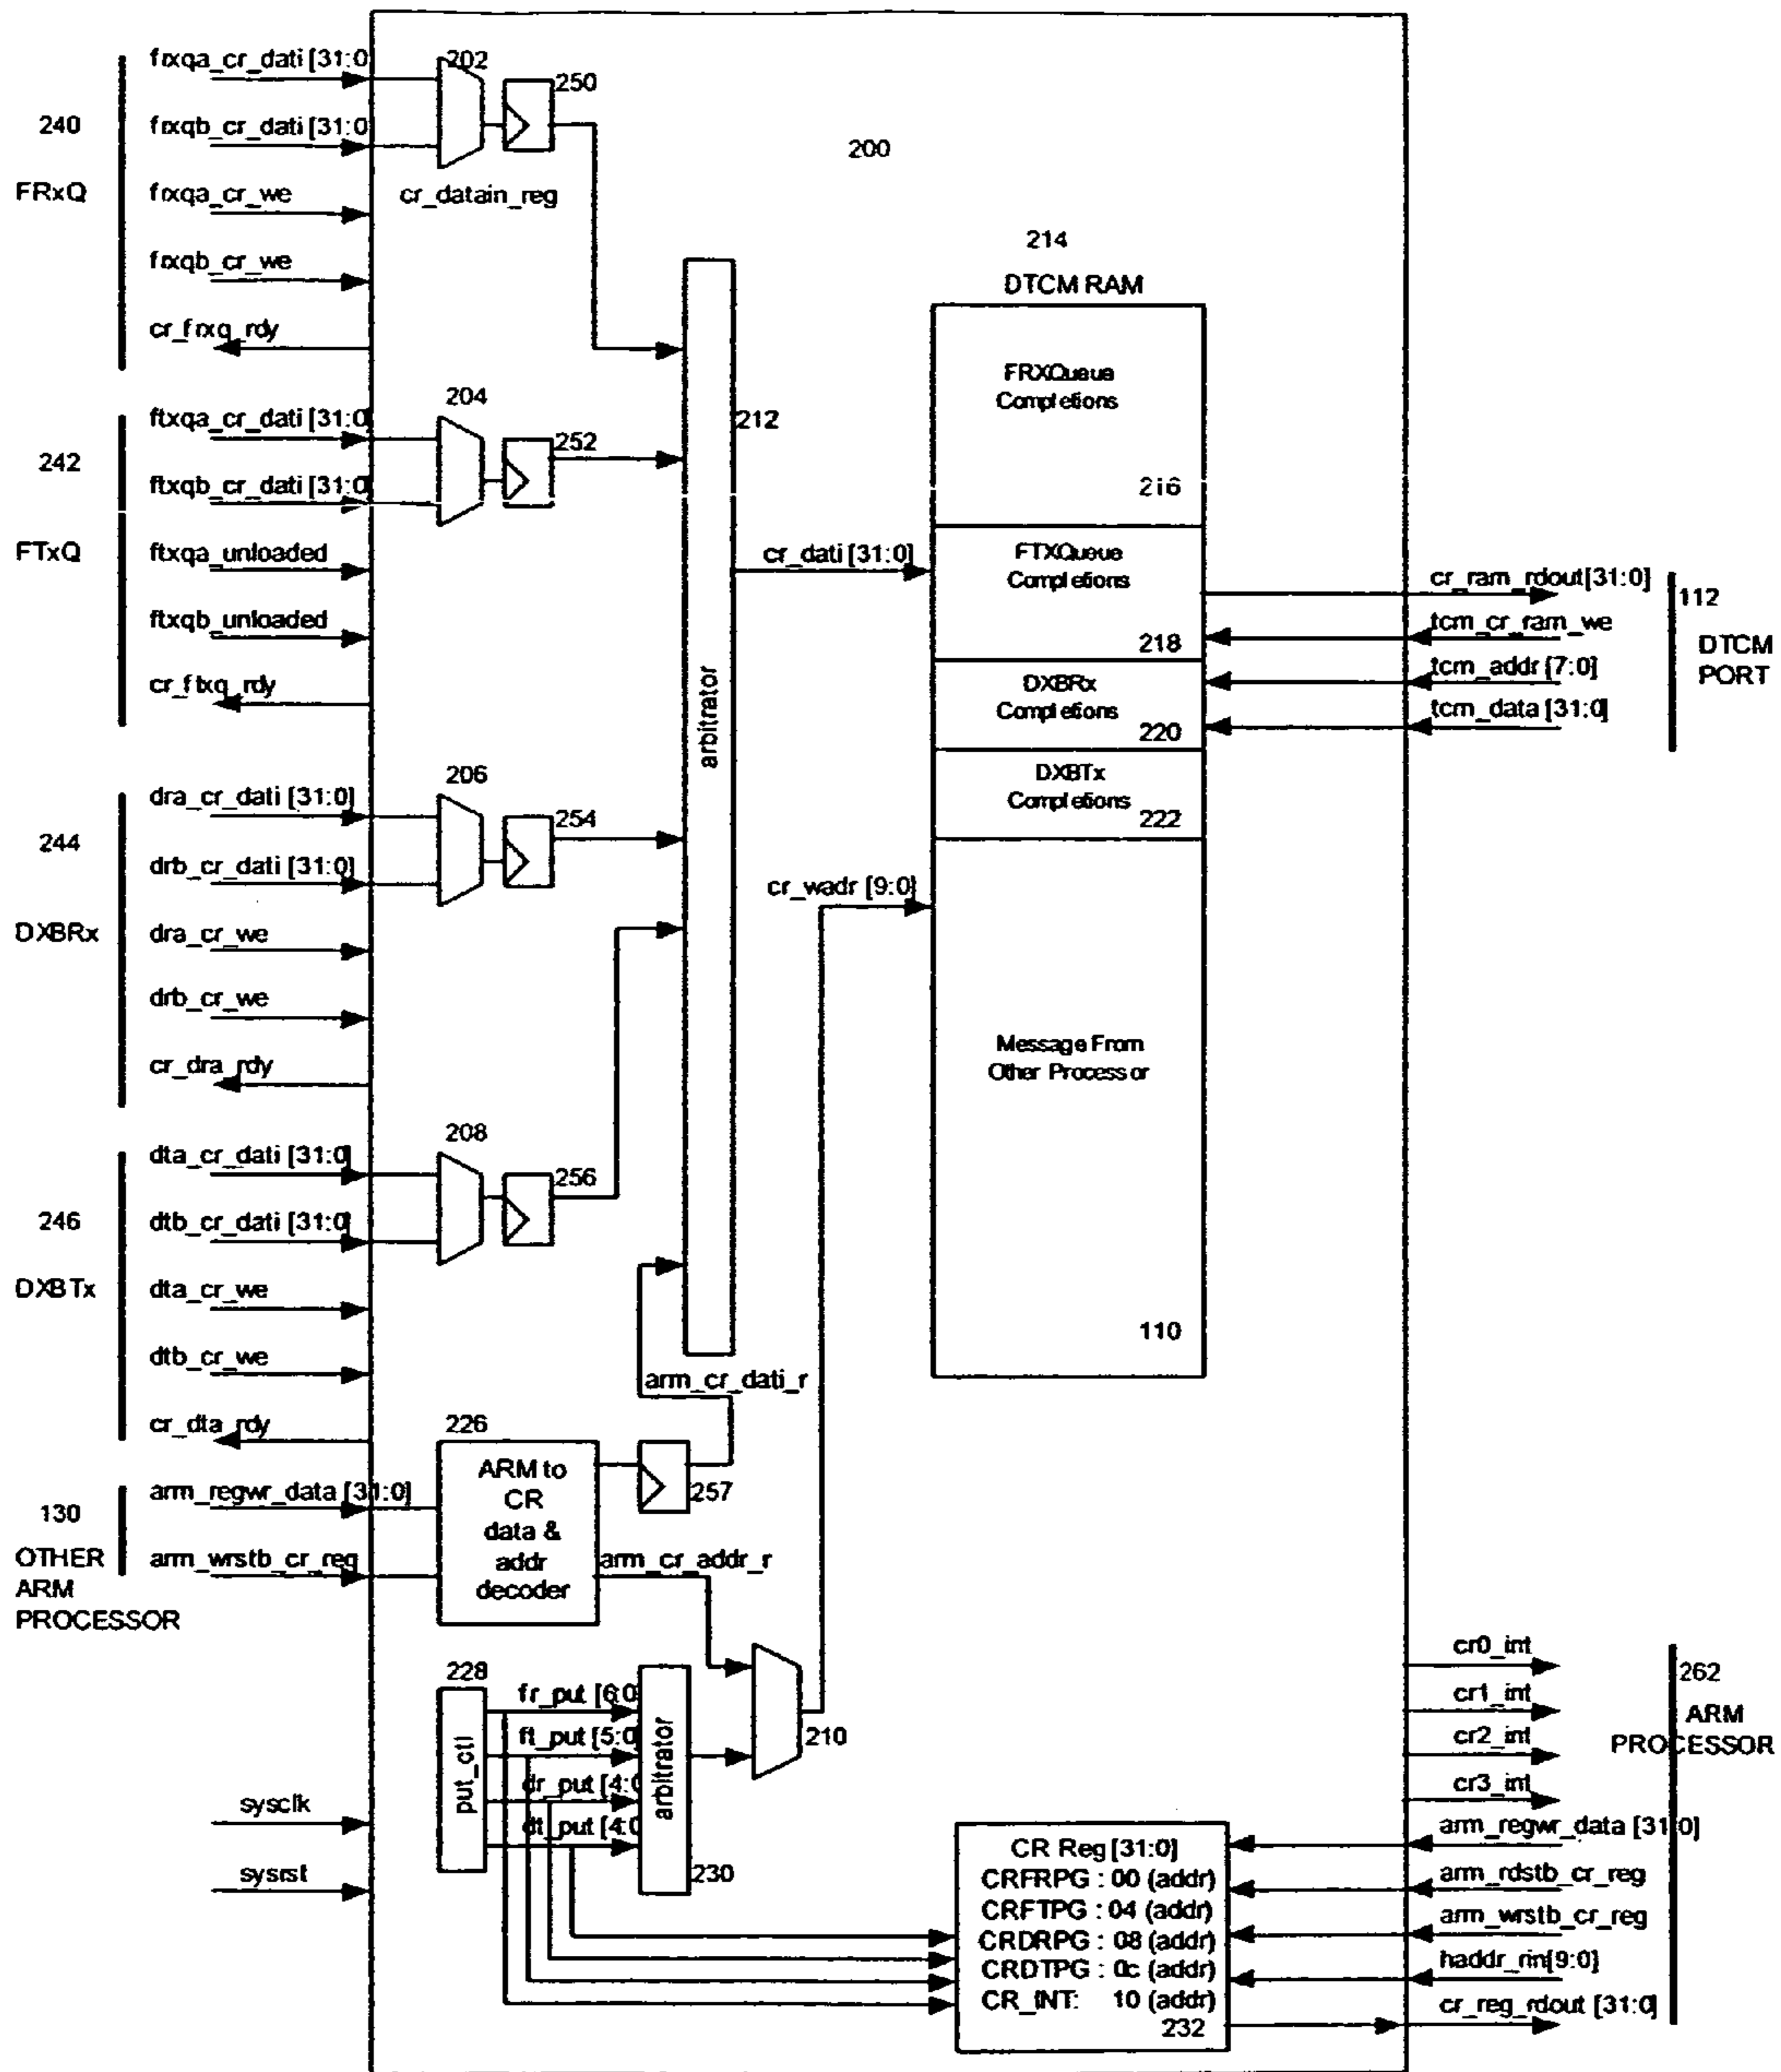 frxqa_cr_dati [31:0
202
250
240
frxqb_cr_dati [31:0
200
FRxQ
frxqa_cr_we
cr_datain_reg
frxqb_cr_we
214
DTCM RAM
cr_frxq_rdy
FRXQueue
Completions
204
ftxqa_cr_dati [31:0
212
252
242
ftxqb_cr_dati [31:0
216
FTxQ
ftxqa_unloaded
cr_dati [31:0]
FTXQueue
Completions
cr_ram_rdout[31:0]
112
ftxqb_unloaded
tcm_cr_ram_we
218
DTCM
PORT
cr_ftxq_rdy
DXBRx
Completions
tcm_addr [7:0]
tcm_data [31:0]
arbitrator
220
206
DXBTx
Completions
dra_cr_dati [31:0]
254
222
244
drb_cr_dati [31:0]
cr_wadr [9:0]
DXBRx
dra_cr_we
drb_cr_we
Message From
Other Processor
cr_dra_rdy
208
dta_cr_dati [31:0]
256
246
dtb_cr_dati [31:0]
DXBTx
dta_cr_we
110
dtb_cr_we
arm_cr_dati_r
cr_dta_rdy
226
ARM to
CR
data &
addr
decoder
257
arm_regwr_data [31:0]
130
OTHER
ARM
PROCESSOR
arm_wrstb_cr_reg
arm_cr_addr_r
cr0_int
262
228
fr_put [6:0
cr1_int
ARM
PROCESSOR
ft_put [5:0
210
cr2_int
put_ctl
arbitrator
dr_put [4:0
cr3_int
sysclk
dt_put [4:0
230
sysrst
CR Reg [31:0]
CRFRPG : 00 (addr)
CRFTPG : 04 (addr)
CRDRPG : 08 (addr)
CRDTPG : 0c (addr)
CR_INT: 10 (addr)
232
arm_regwr_data [31:0]
arm_rdstb_cr_reg
arm_wrstb_cr_reg
haddr_rin[9:0]
cr_reg_rdout [31:0]